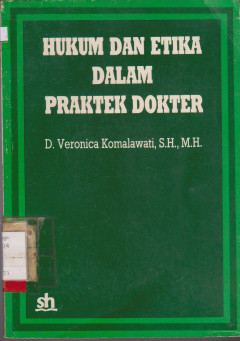 HUKUM DAN ETIKA
DALAM
PRAKTEK DOKTER
D. Veronica Komalawati, S.H., M.H.
sh